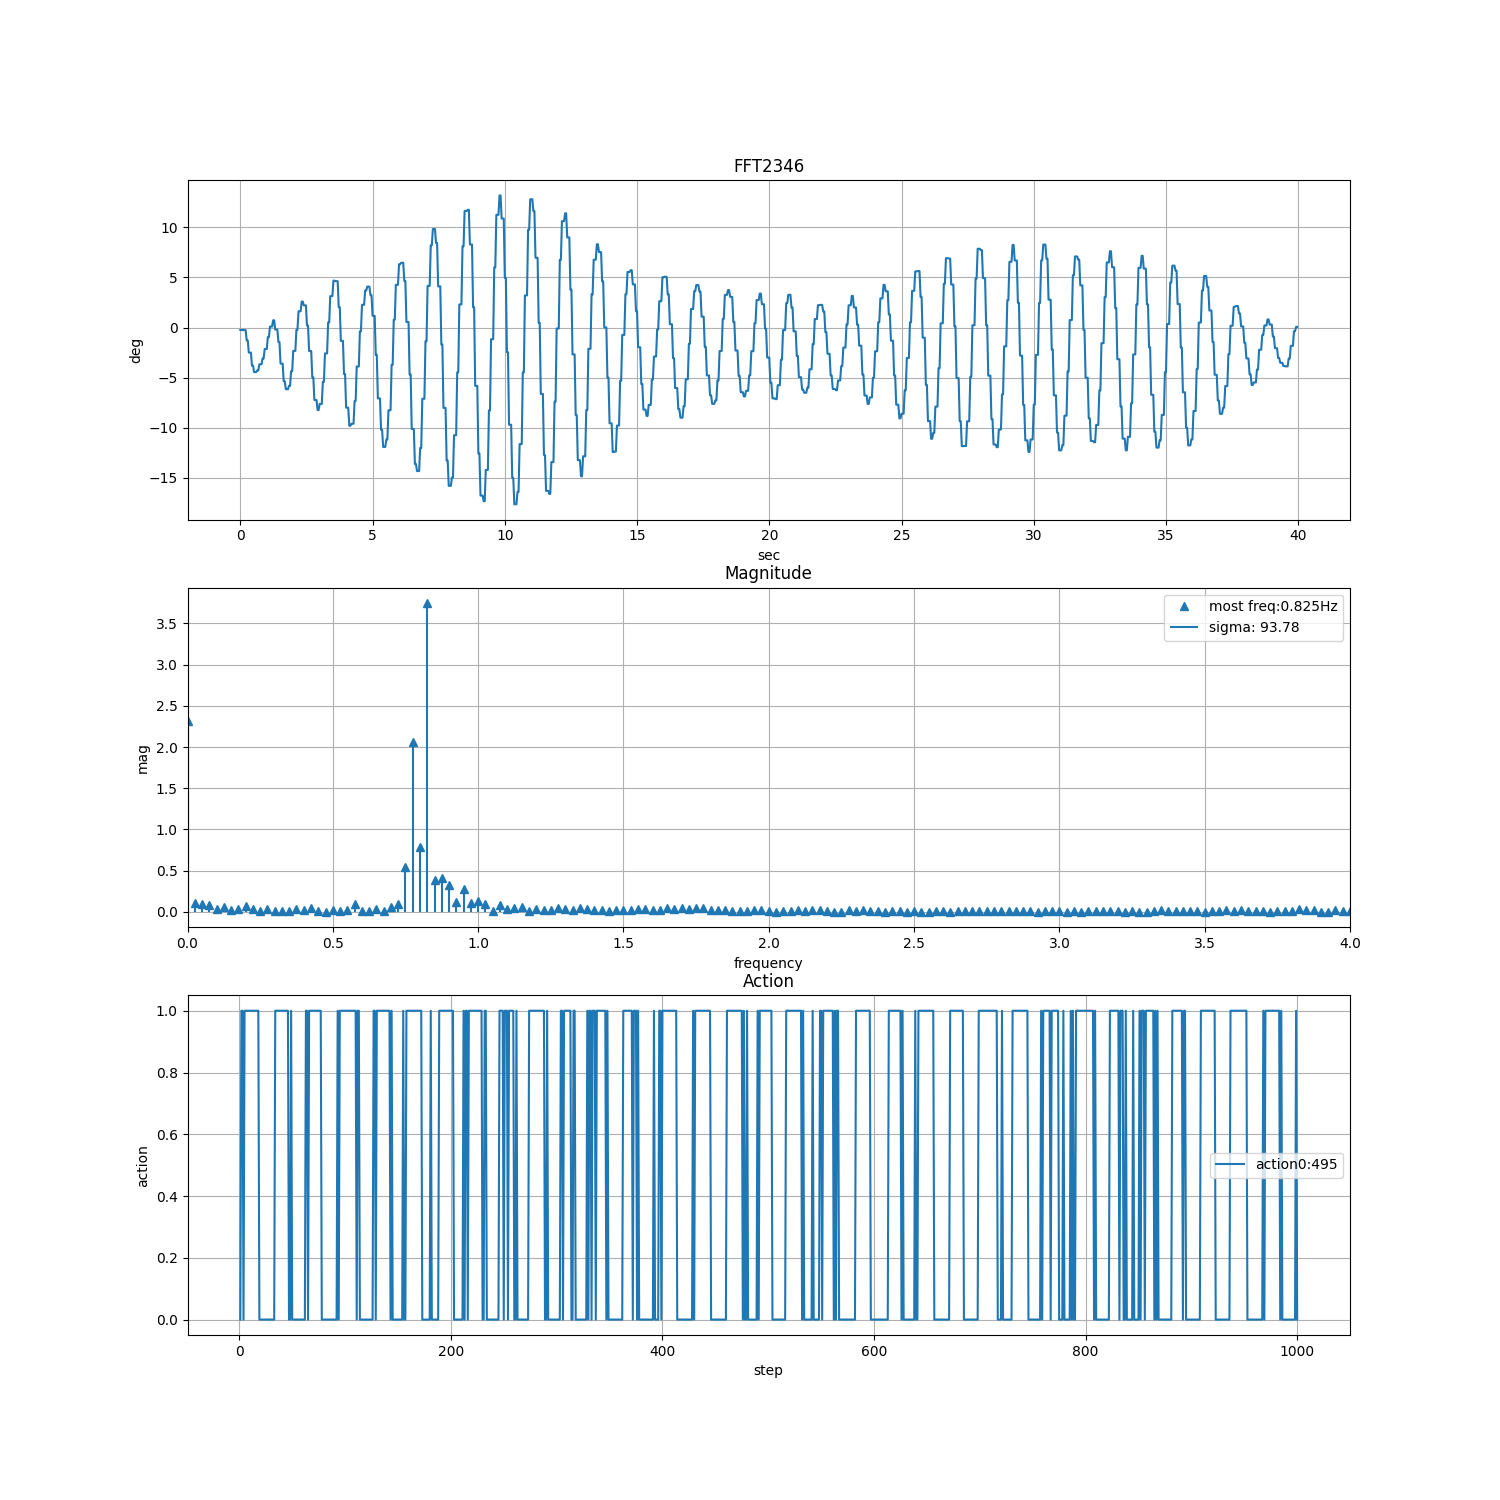 FFT2346
10
5
0
−5
−10
−15
deg
0 5 10 15 20 25 30 35 40
sec
Magnitude
most freq:0.825Hz
sigma: 93.78
3.5
3.0
2.5
2.0
1.5
1.0
0.5
0.0
mag
0.0 0.5 1.0 1.5 2.0 2.5 3.0 3.5 4.0
frequency
Action
1.0
0.8
0.6
0.4
0.2
0.0
action
action0:495
0 200 400 600 800 1000
step